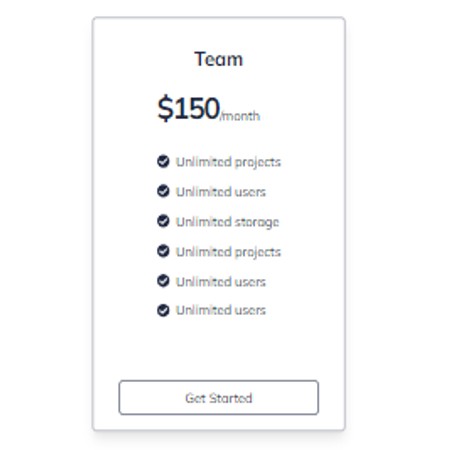 Team
$150/month
Unlimited projects
Unlimited users
Unlimited storage
Unlimited projects
Unlimited users
Unlimited users
Get Started